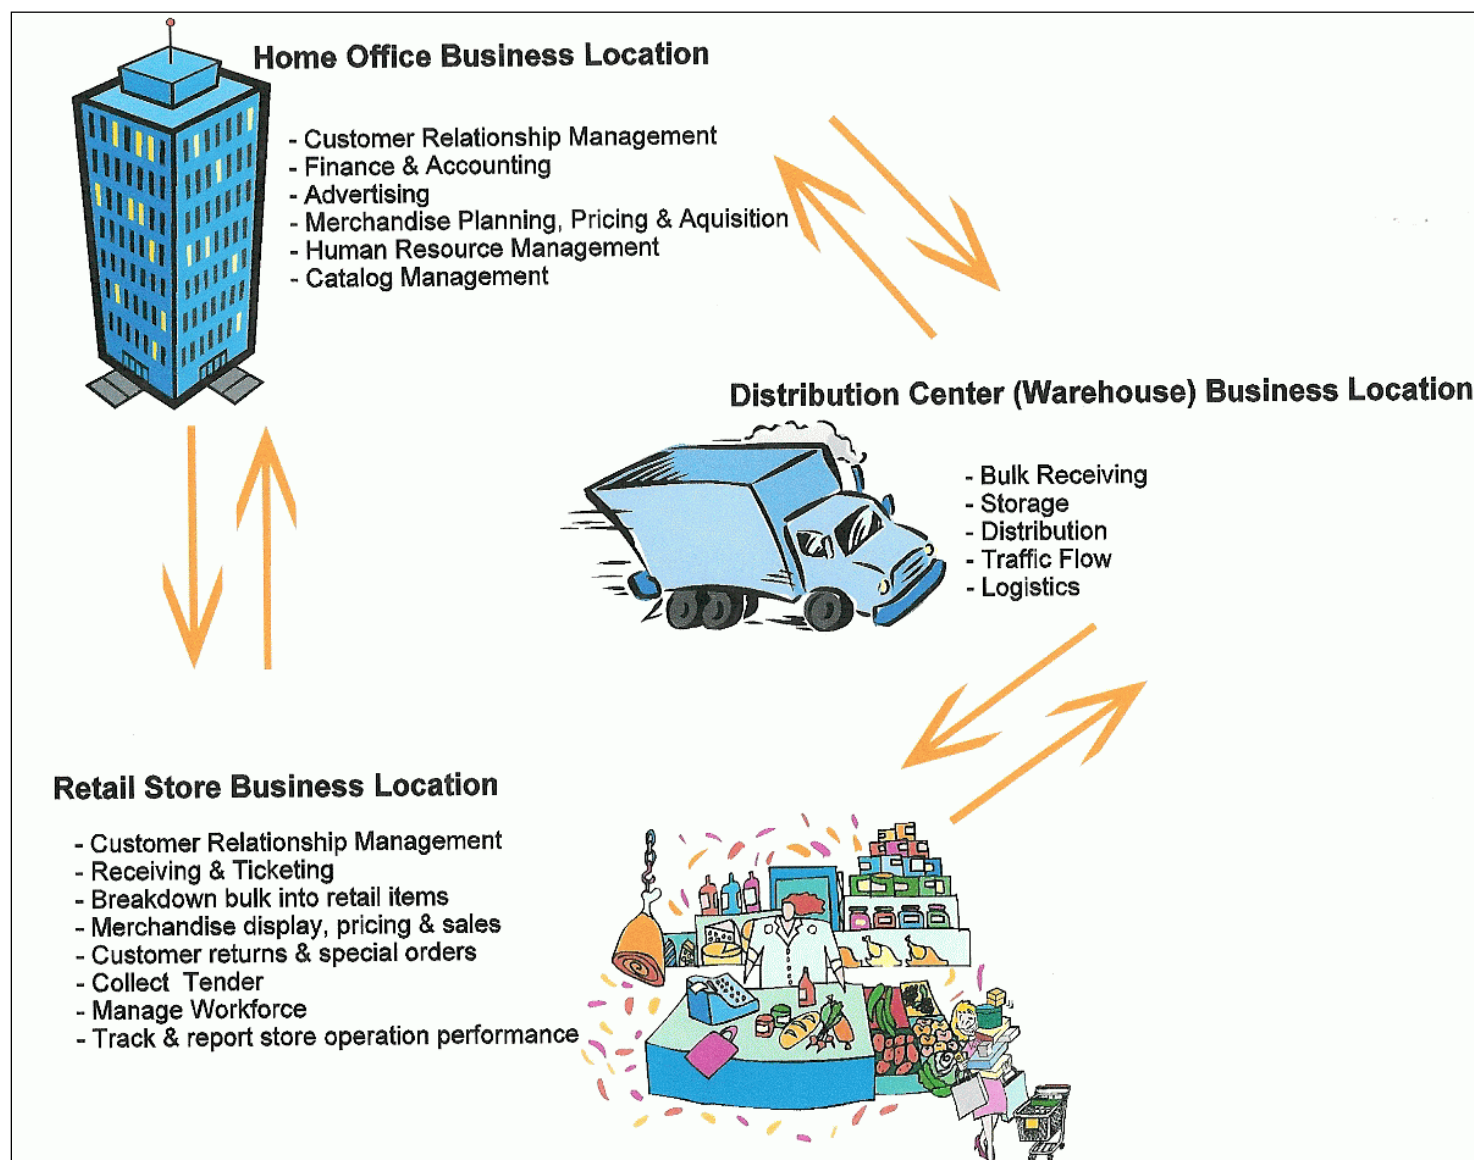 Home Office Business Location
- Customer Relationship Management
- Finance & Accounting
- Advertising
- Merchandise Planning, Pricing & Aquisition
- Human Resource Management
- Catalog Management
Distribution Center (Warehouse) Business Location
- Bulk Receiving
- Storage
- Distribution
- Traffic Flow
- Logistics
Retail Store Business Location
- Customer Relationship Management
- Receiving & Ticketing
- Breakdown bulk into retail items
- Merchandise display, pricing & sales
- Customer returns & special orders
- Collect Tender
- Manage Workforce
- Track & report store operation performance